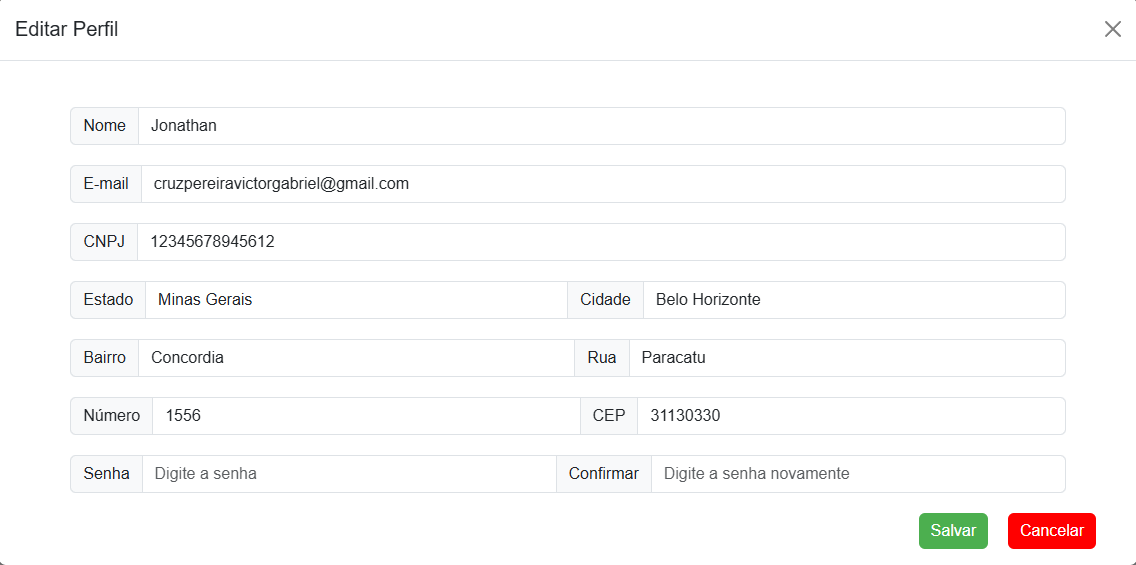 Editar Perfil
Nome Jonathan
E-mail cruzpereiravictorgabriel@gmail.com
CNPJ 12345678945612
Estado Minas Gerais Cidade Belo Horizonte
Bairro Concordia Rua Paracatu
Número 1556 CEP 31130330
Senha Digite a senha Confirmar Digite a senha novamente
Salvar Cancelar